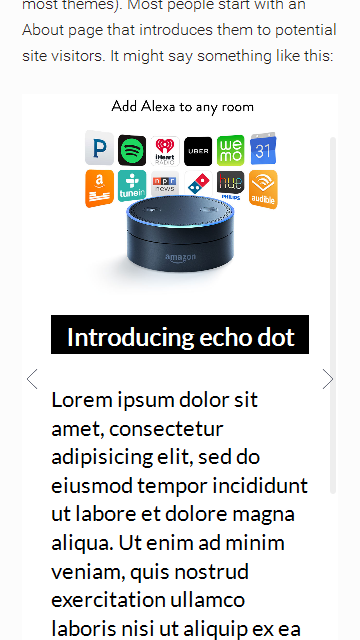 most themes). Most people start with an
About page that introduces them to potential
site visitors. It might say something like this:
Add Alexa to any room
P
iHeart
RADIO
UBER
we
mo
31
a
music
tunein
npr
news
hue
PHILIPS
audible
amazon
Introducing echo dot
Lorem ipsum dolor sit
amet, consectetur
adipisicing elit, sed do
eiusmod tempor incididunt
ut labore et dolore magna
aliqua. Ut enim ad minim
veniam, quis nostrud
exercitation ullamco
laboris nisi ut aliquip ex ea